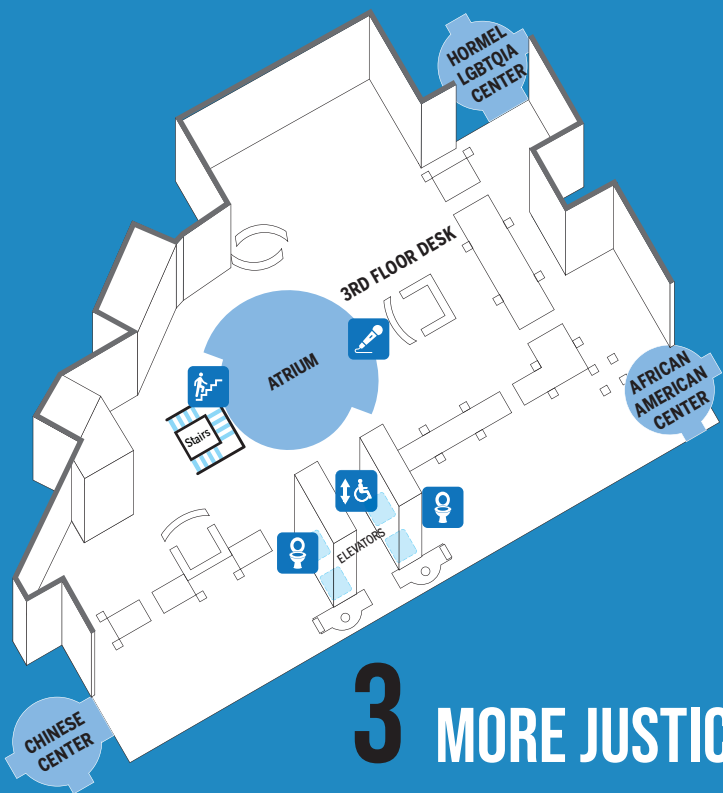 HORMEL
LGBTQIA
CENTER
3RD FLOOR DESK
ATRIUM
AFRICAN
AMERICAN
CENTER
Stairs
ELEVATORS
CHINESE
CENTER
3 MORE JUSTIC